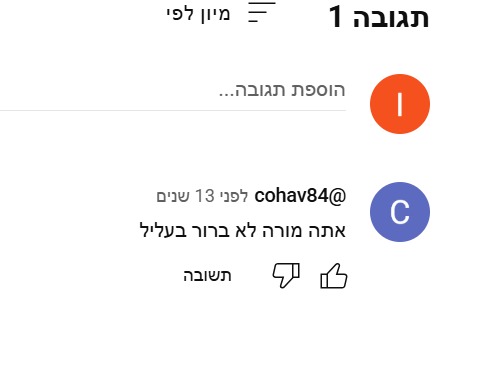 תגובה 1
מיון לפי
I
הוספת תגובה...
C
@cohav84 לפני 13 שנים
אתה מורה לא ברור בעליל
תשובה